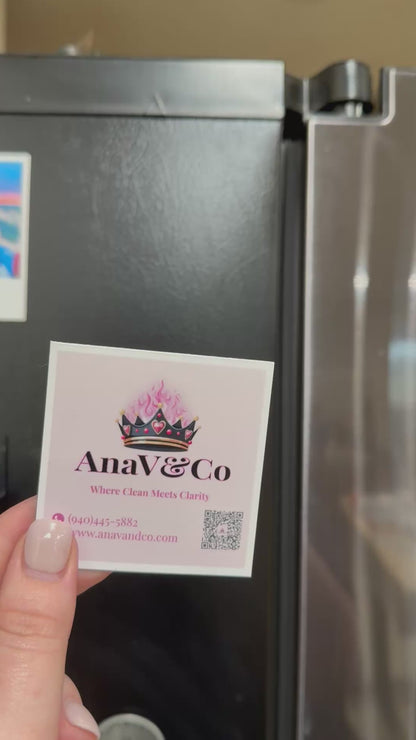 AnaV&Co
Where Clean Meets Clarity
(940)445-5882
www.anavandco.com